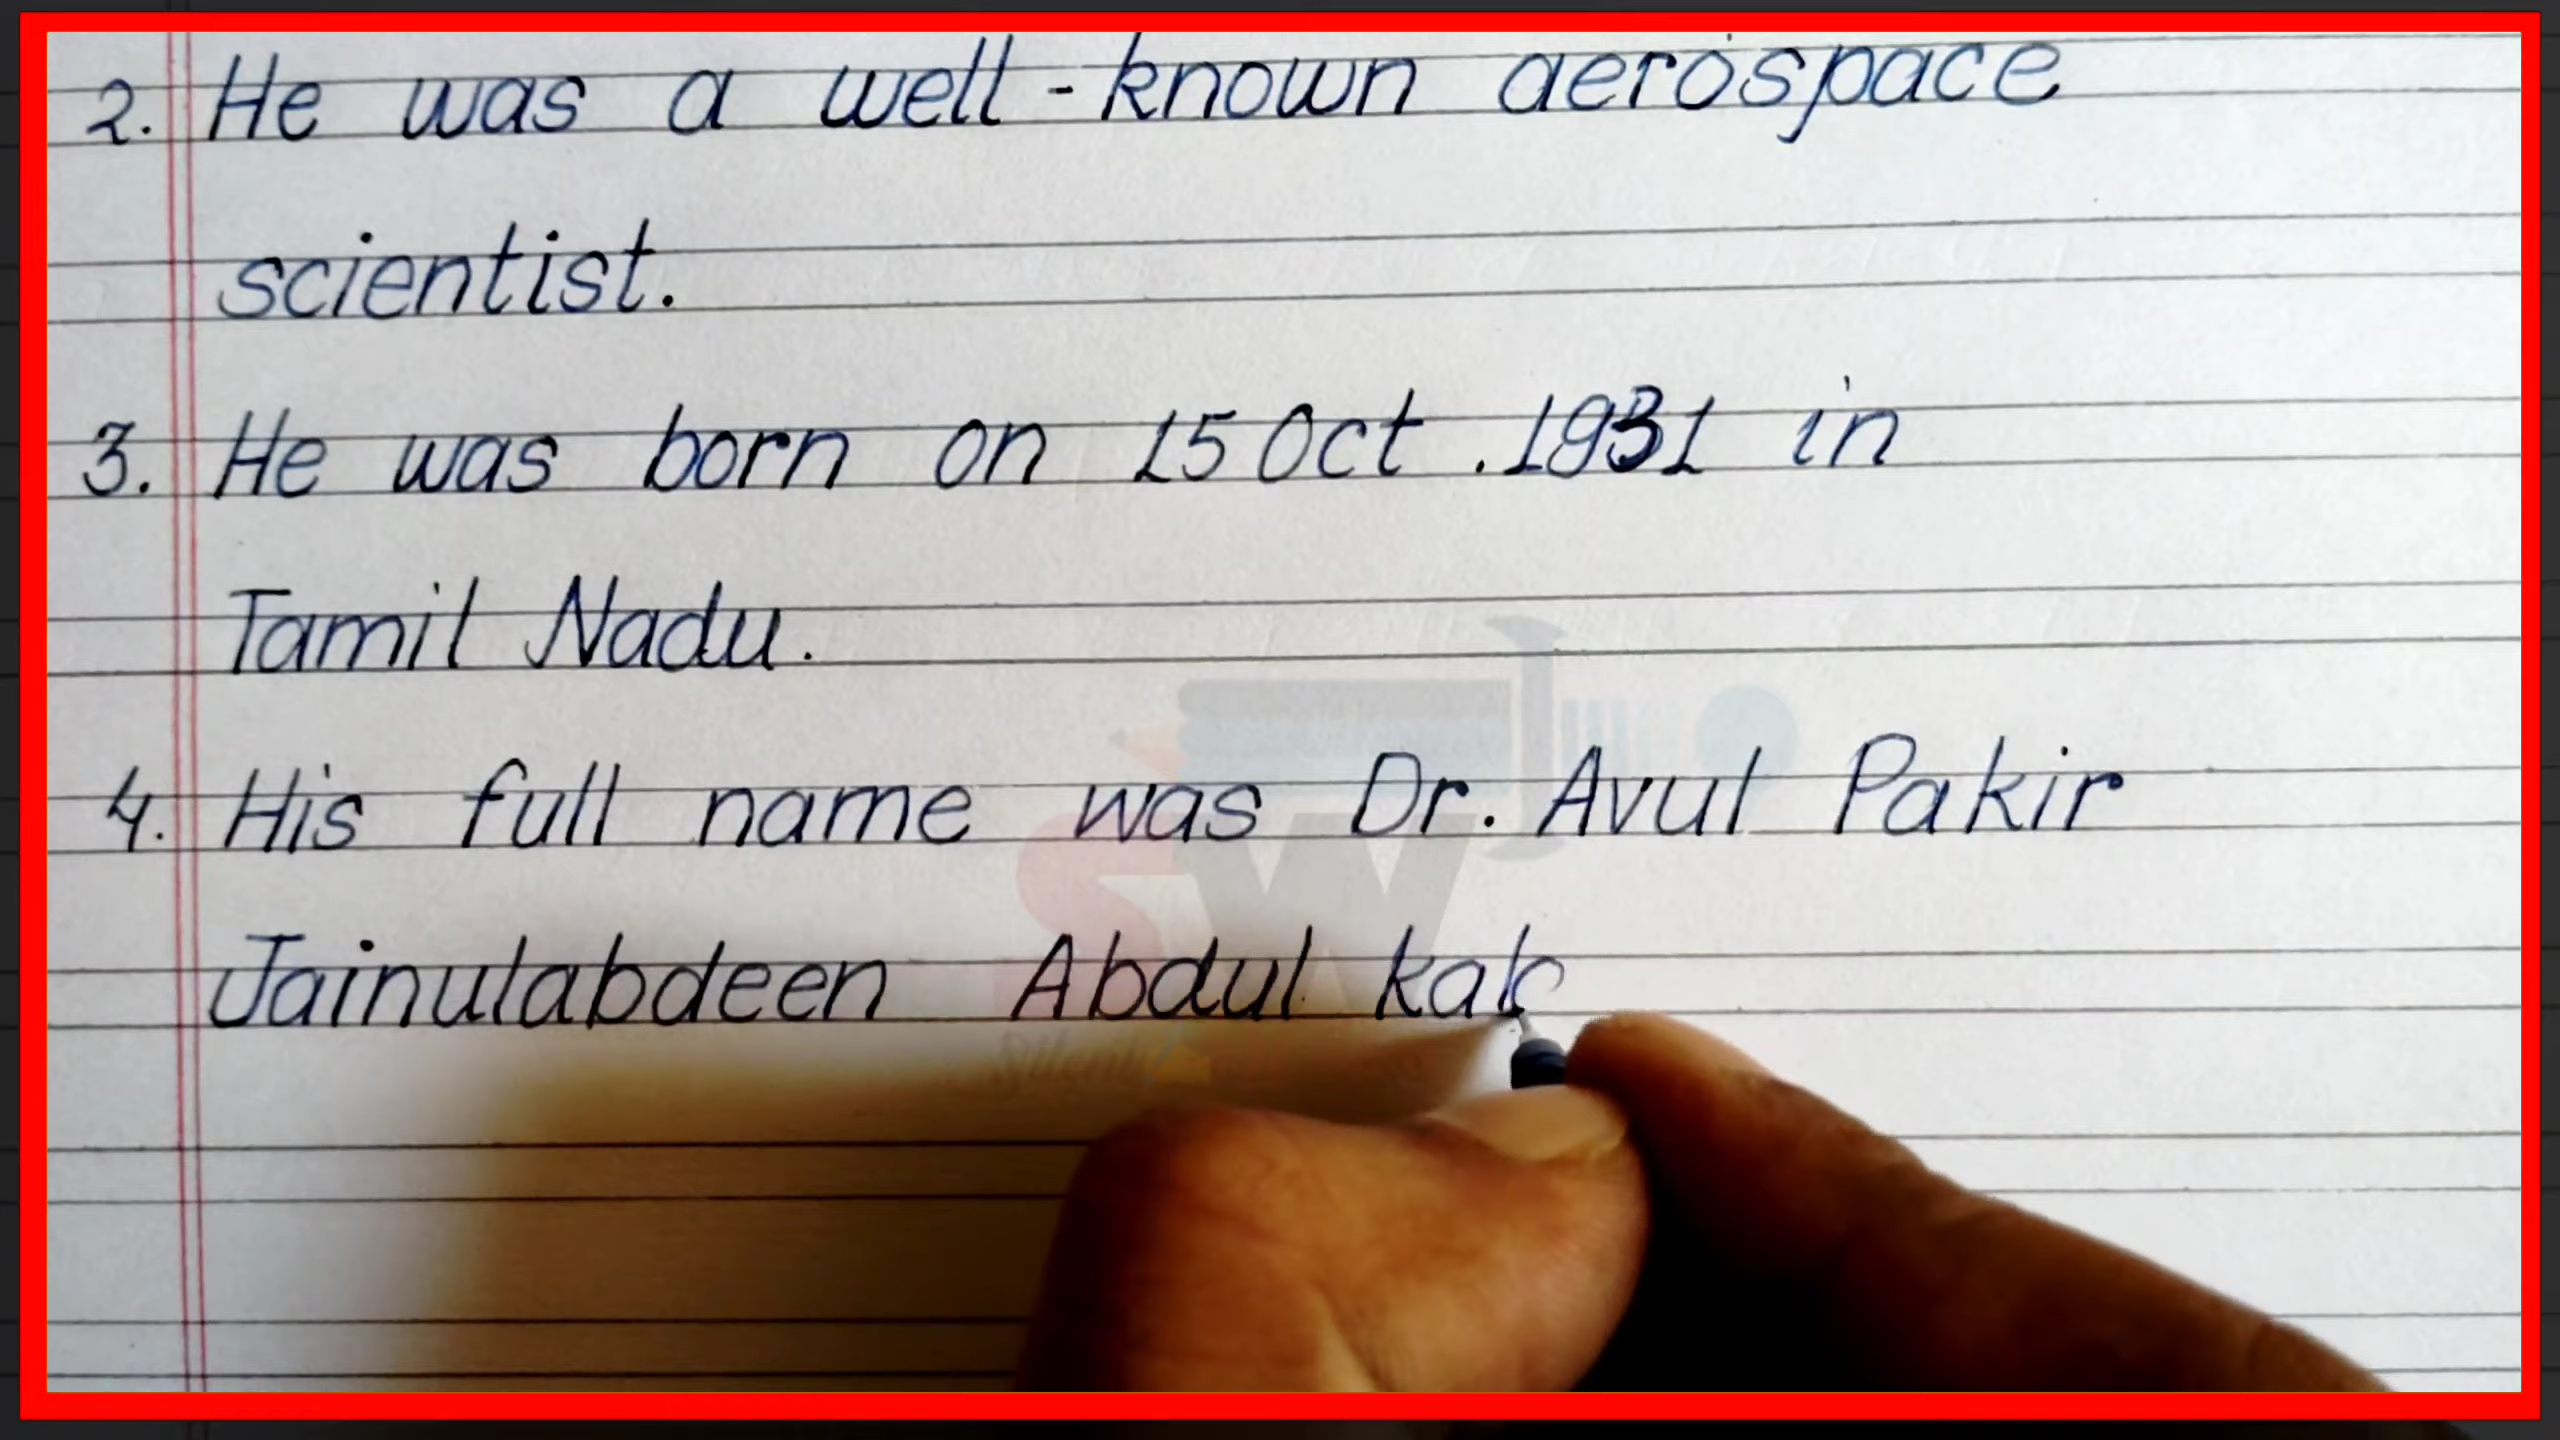 2. He was a well-known aerospace
scientist.
3. He was born on 15 Oct .1931 in
Tamil Nadu.
4. His full name was Dr. Avul Pakir
Jainulabdeen Abdul